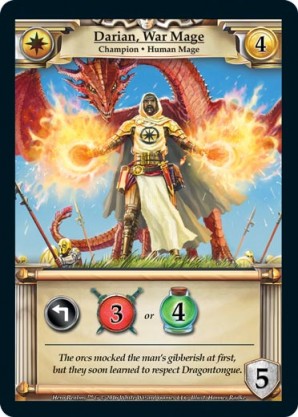 Darian, War Mage
4
Champion • Human Mage
3 or 4
The orcs mocked the man's gibberish at first,
but they soon learned to respect Dragontongue.
5